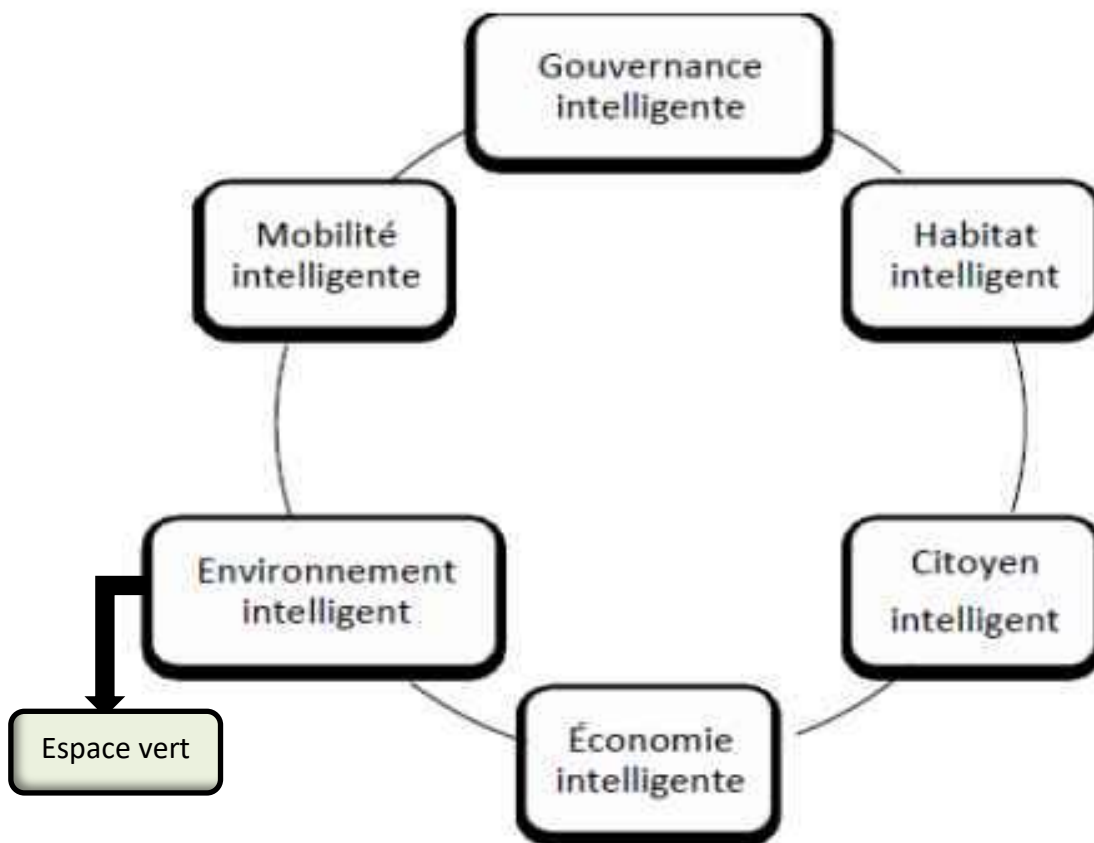 Gouvernance
intelligente
Mobilité
intelligente
Habitat
intelligent
Environnement
intelligent
Citoyen
intelligent
Espace vert
Économie
intelligente